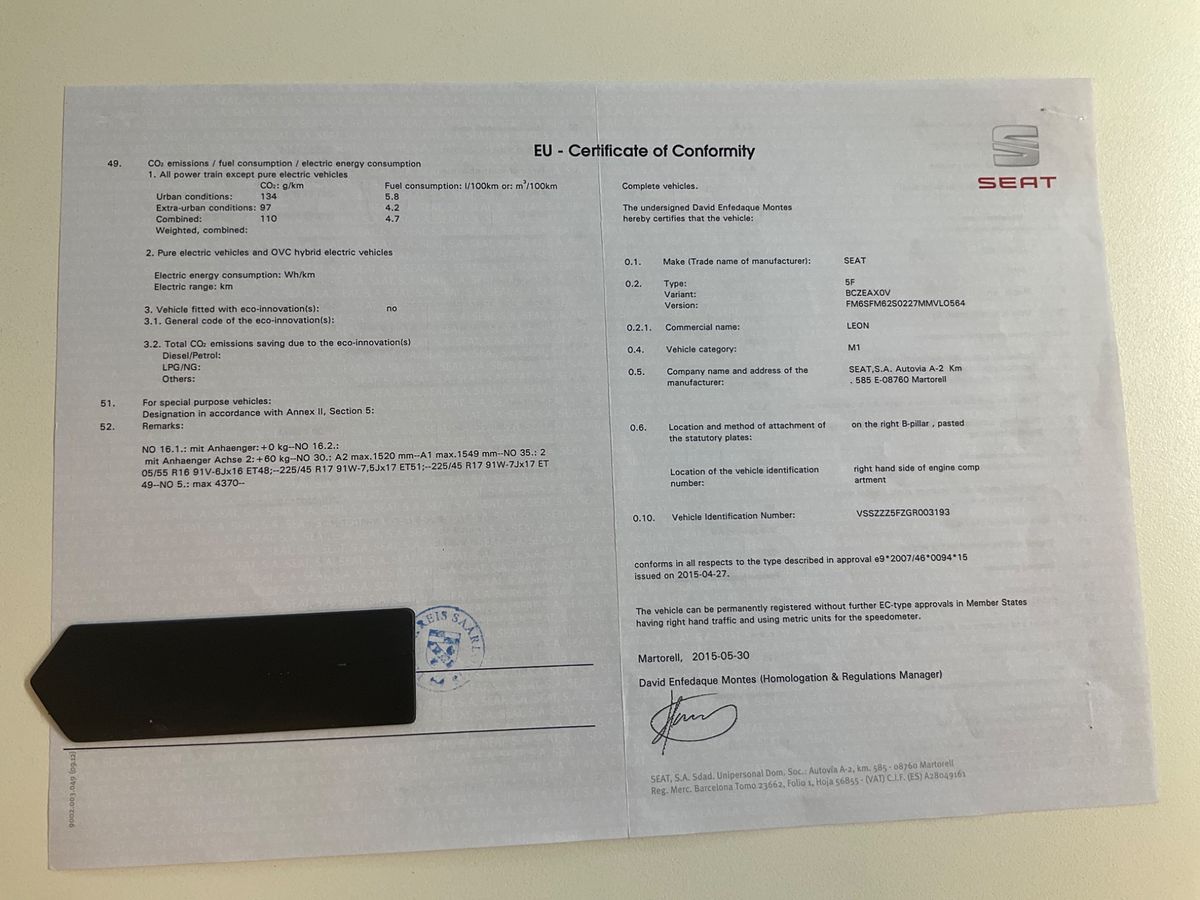 49. CO₂ emissions / fuel consumption / electric energy consumption
1. All power train except pure electric vehicles
CO₂: g/km Fuel consumption: l/100km or: m³/100km
Urban conditions: 134 5.8
Extra-urban conditions: 97 4.2
Combined: 110 4.7
Weighted, combined:
2. Pure electric vehicles and OVC hybrid electric vehicles
Electric energy consumption: Wh/km
Electric range: km
3. Vehicle fitted with eco-innovation(s): no
3.1. General code of the eco-innovation(s):
3.2. Total CO₂ emissions saving due to the eco-innovation(s)
Diesel/Petrol:
LPG/NG:
Others:
51. For special purpose vehicles:
Designation in accordance with Annex II, Section 5:
52. Remarks:
NO 16.1.: mit Anhaenger:+0 kg--NO 16.2.:
mit Anhaenger Achse 2:+60 kg--NO 30.: A2 max.1520 mm--A1 max.1549 mm--NO 35.: 2
05/55 R16 91V-6Jx16 ET48;--225/45 R17 91W-7,5Jx17 ET51;--225/45 R17 91W-7Jx17 ET
49--NO 5.: max 4370--
REIS SAARL
9002.003.049 (09.12)
EU - Certificate of Conformity
SEAT
Complete vehicles.
The undersigned David Enfedaque Montes
hereby certifies that the vehicle:
0.1. Make (Trade name of manufacturer): SEAT
0.2. Type: 5F
Variant: BCZEAX0V
Version: FM6SFM62S0227MMVLO564
0.2.1. Commercial name: LEON
0.4. Vehicle category: M1
0.5. Company name and address of the SEAT,S.A. Autovia A-2 Km
manufacturer: . 585 E-08760 Martorell
0.6. Location and method of attachment of on the right B-pillar , pasted
the statutory plates:
Location of the vehicle identification right hand side of engine comp
number: artment
0.10. Vehicle Identification Number: VSSZZZ5FZGR003193
conforms in all respects to the type described in approval e9*2007/46*0094*15
issued on 2015-04-27.
The vehicle can be permanently registered without further EC-type approvals in Member States
having right hand traffic and using metric units for the speedometer.
Martorell, 2015-05-30
David Enfedaque Montes (Homologation & Regulations Manager)
SEAT, S.A. Sdad. Unipersonal Dom. Soc.: Autovía A-2, km. 585 - 08760 Martorell
Reg. Merc. Barcelona Tomo 23662, Folio 1, Hoja 56855 - (VAT) C.I.F. (ES) A28049161